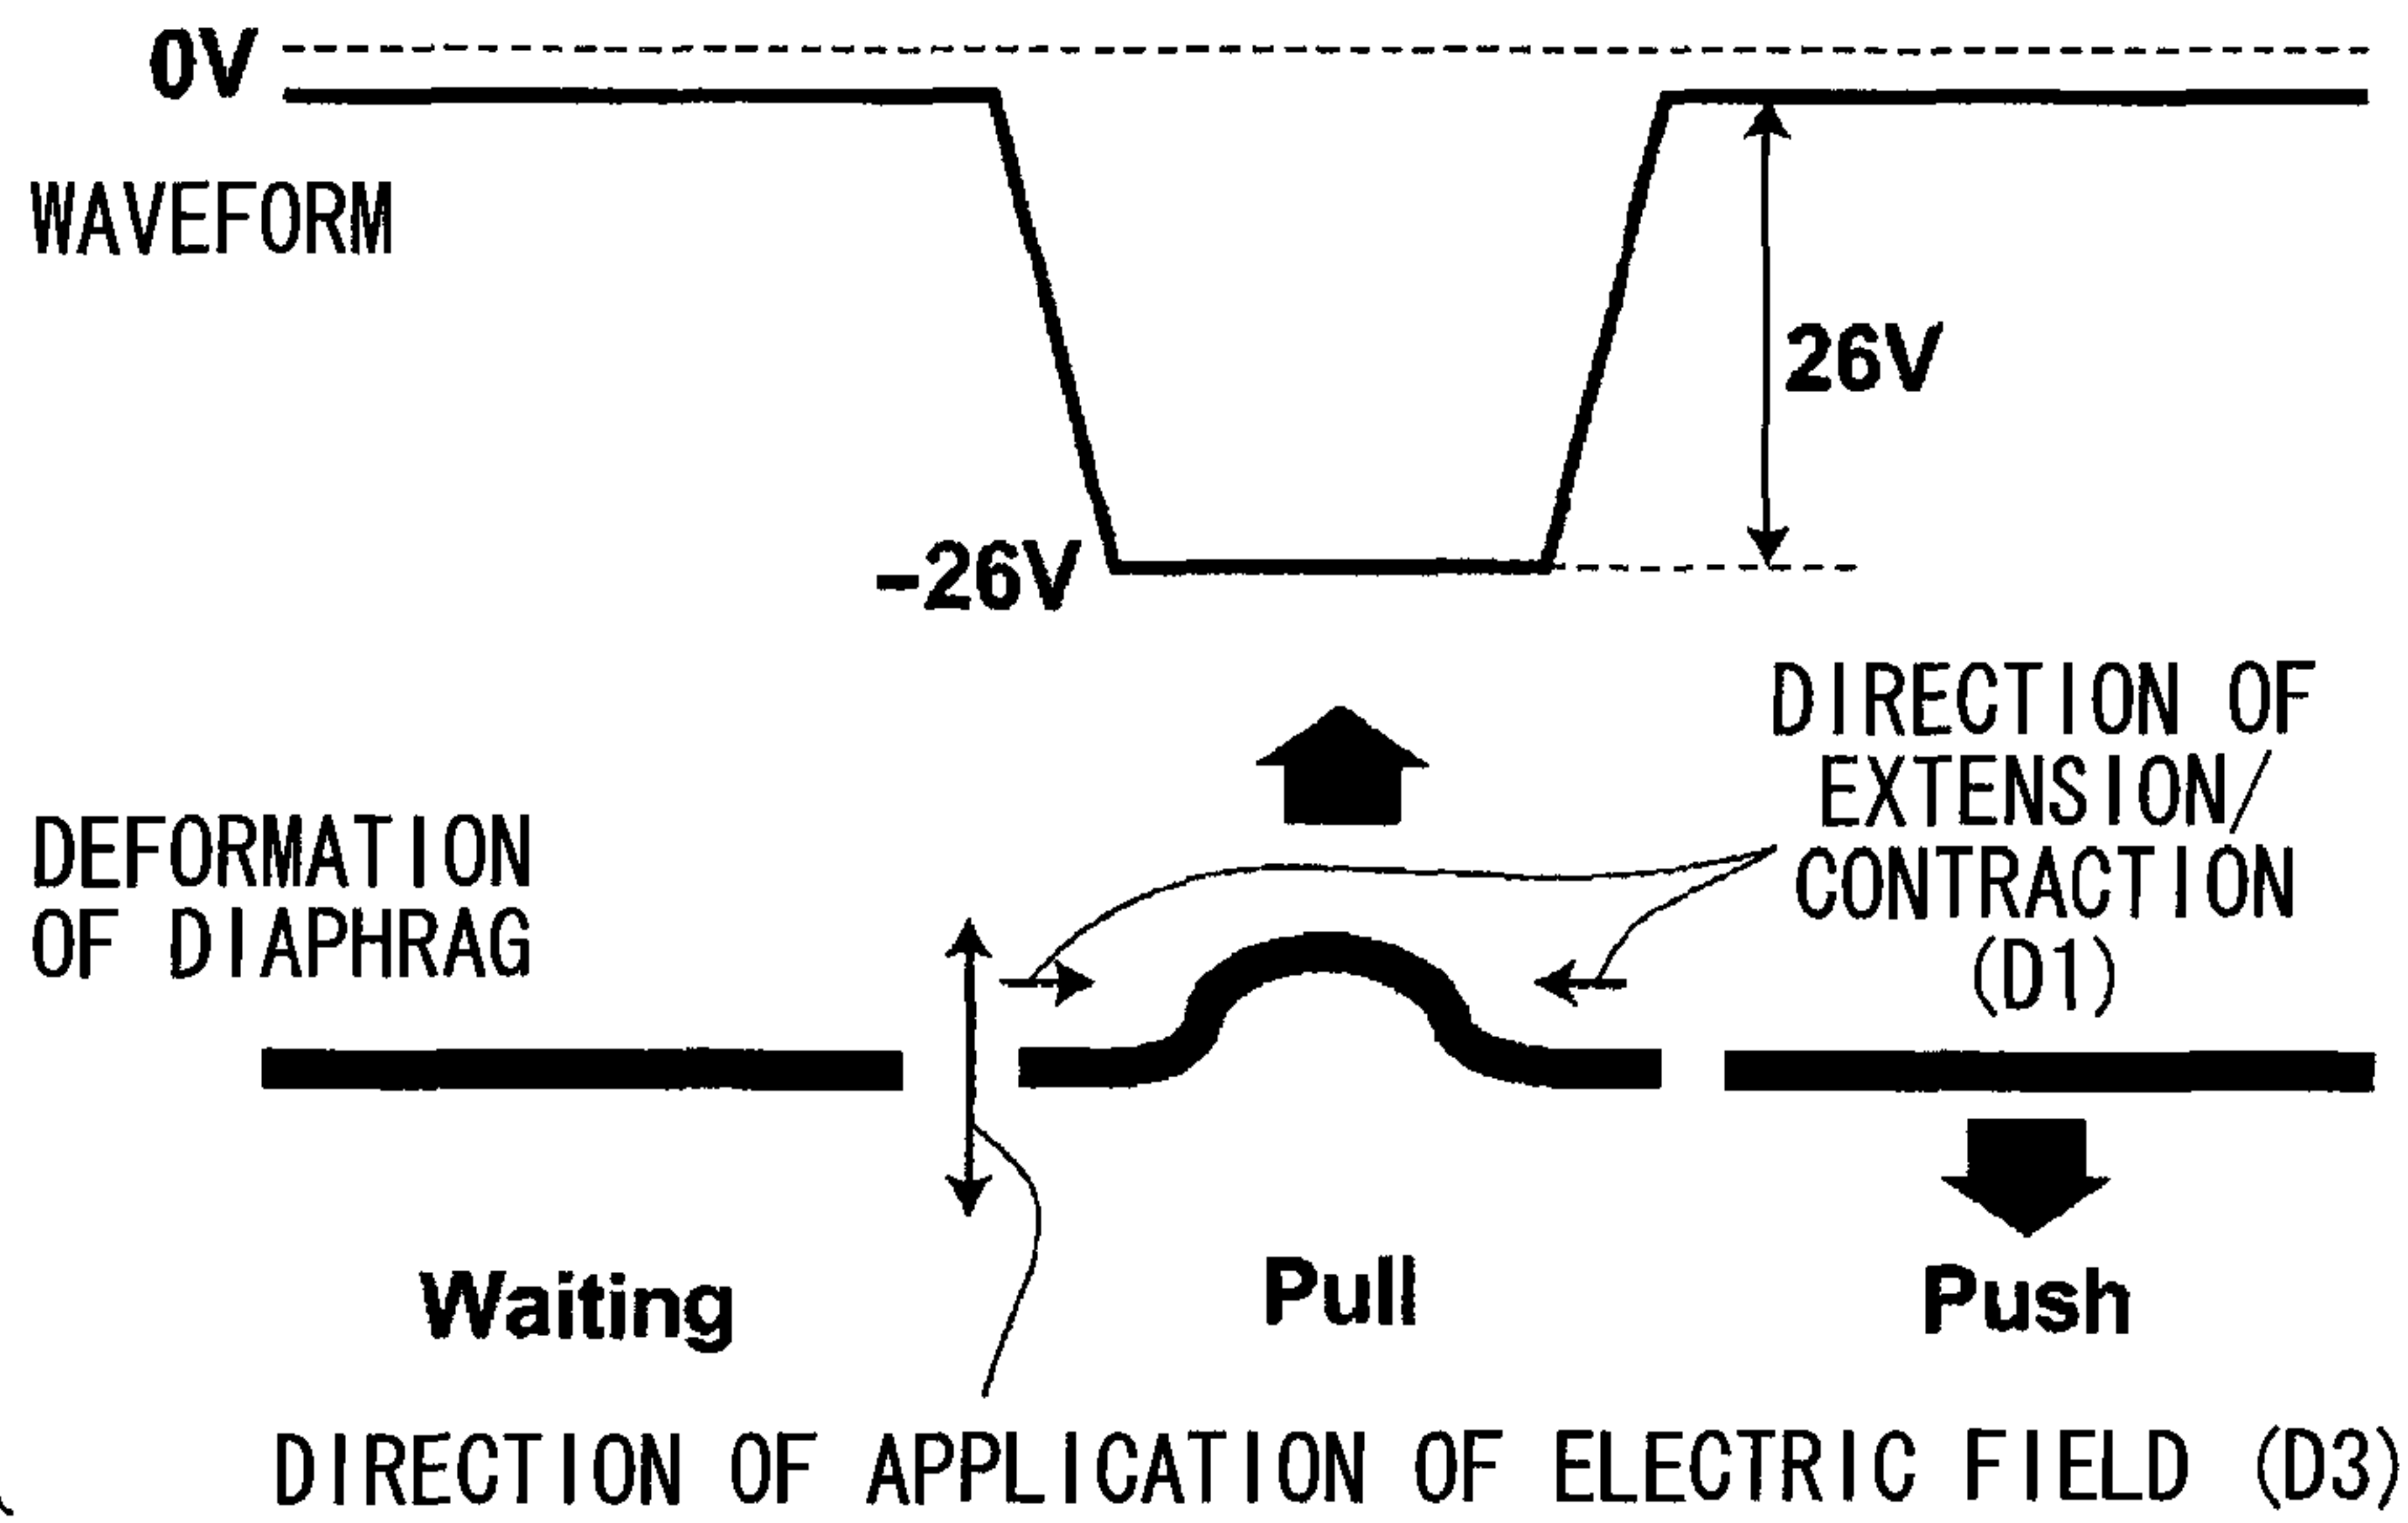 0V
WAVEFORM
26V
-26V
DIRECTION OF
EXTENSION/
CONTRACTION
(D1)
DEFORMATION
OF DIAPHRAG
Waiting
Pull
Push
DIRECTION OF APPLICATION OF ELECTRIC FIELD (D3)